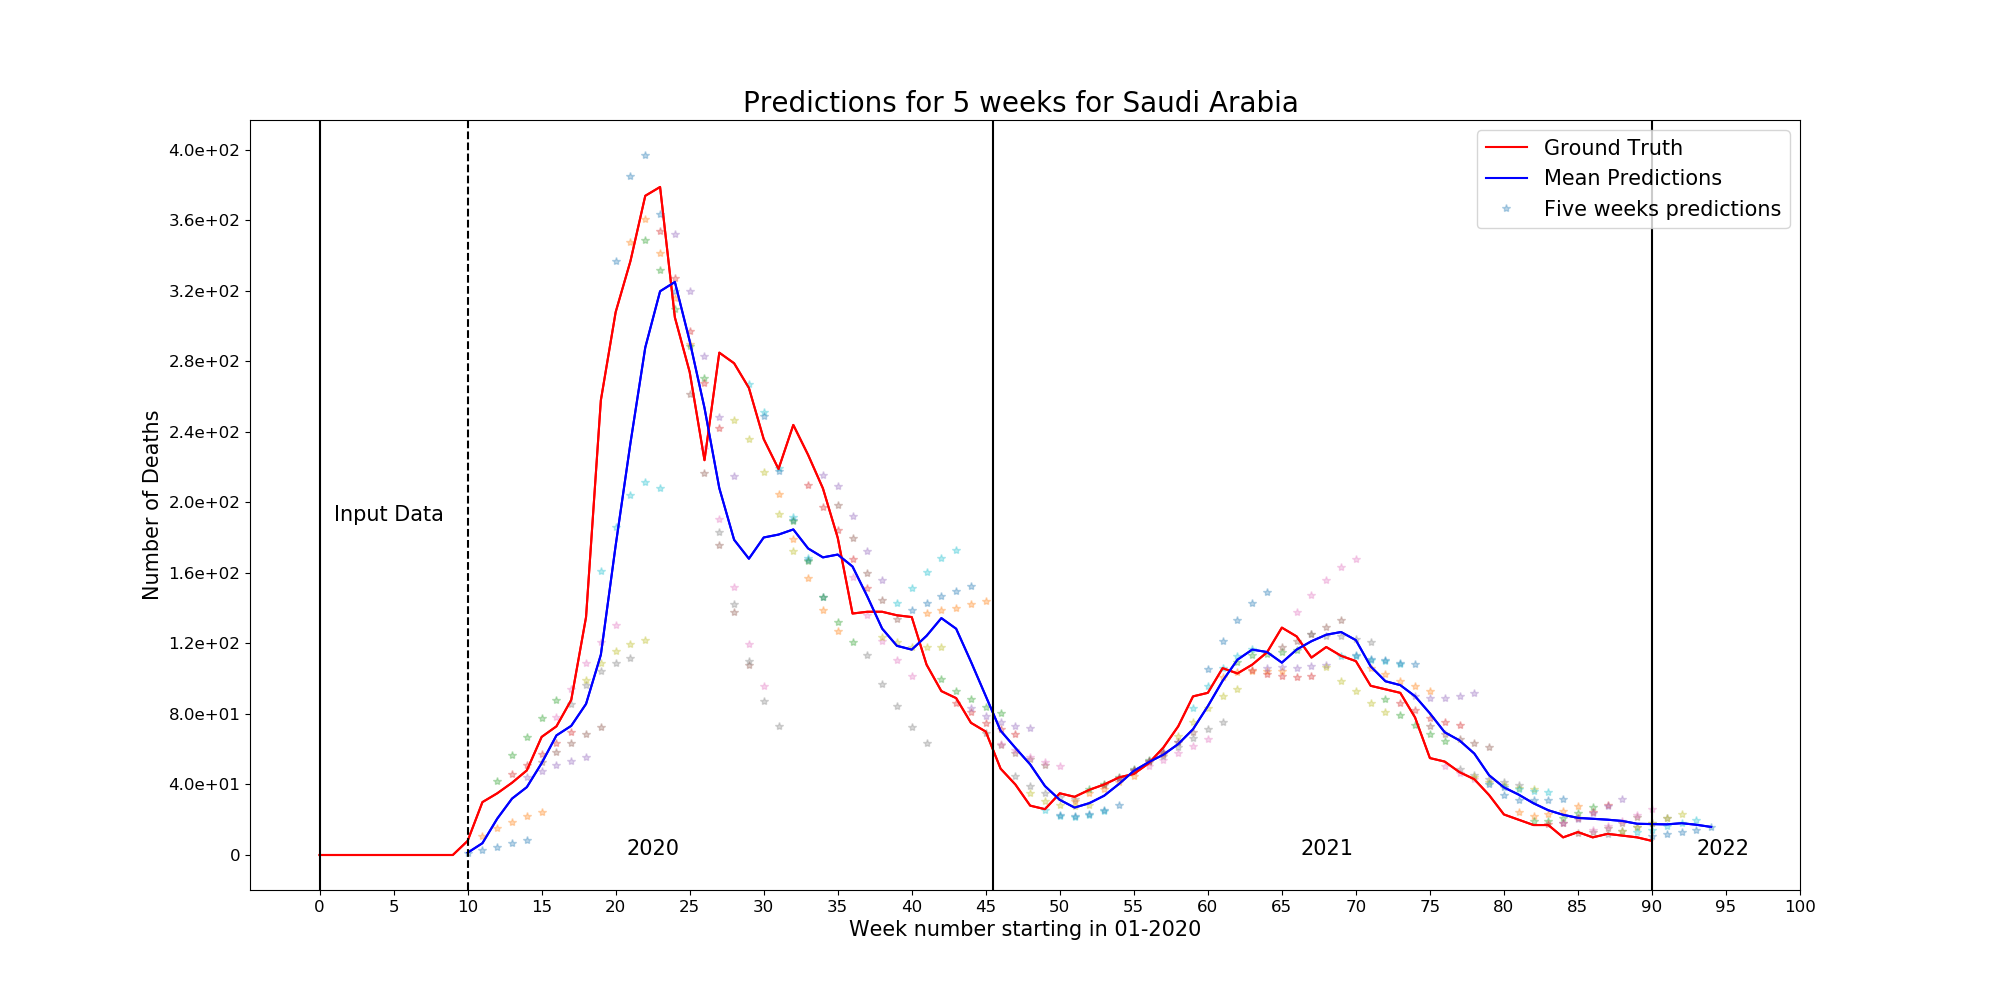 Predictions for 5 weeks for Saudi Arabia
4.0e+02
3.6e+02
3.2e+02
2.8e+02
2.4e+02
2.0e+02
1.6e+02
1.2e+02
8.0e+01
4.0e+01
0
Number of Deaths
Ground Truth
Mean Predictions
Five weeks predictions
Input Data
2020
2021
2022
0 5 10 15 20 25 30 35 40 45 50 55 60 65 70 75 80 85 90 95 100
Week number starting in 01-2020